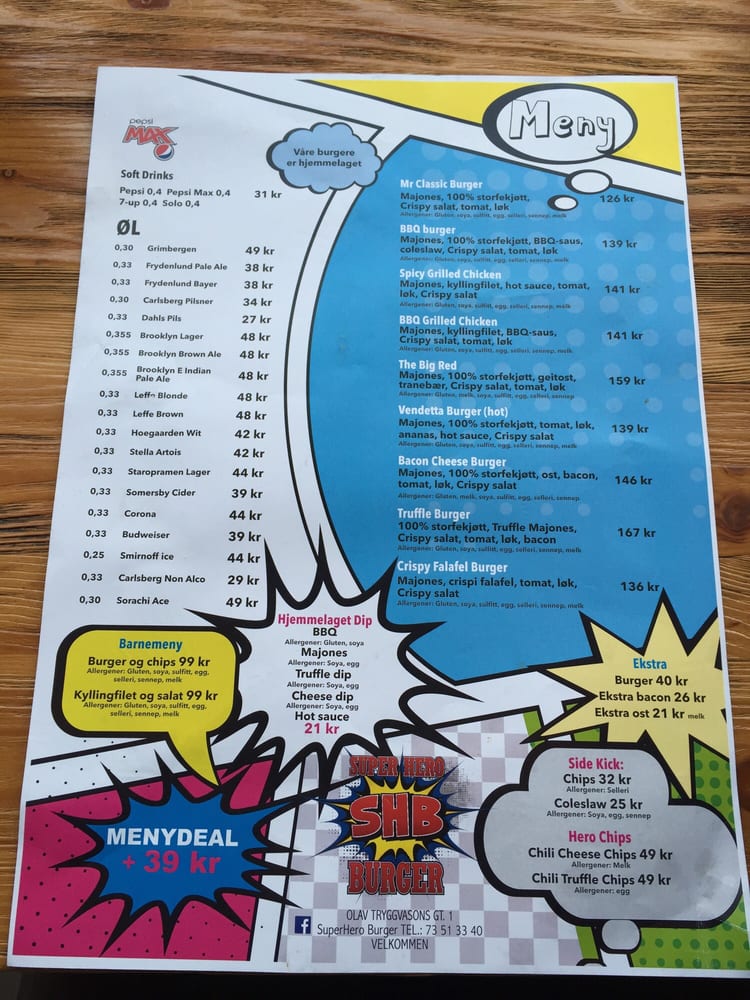 pepsi
MAX
Soft Drinks
Pepsi 0,4 Pepsi Max 0,4
7-up 0,4 Solo 0,4
31 kr
ØL
0,30 Grimbergen 49 kr
0,33 Frydenlund Pale Ale 38 kr
0,33 Frydenlund Bayer 38 kr
0,30 Carlsberg Pilsner 34 kr
0,33 Dahls Pils 27 kr
0,355 Brooklyn Lager 48 kr
0,355 Brooklyn Brown Ale 48 kr
0,355 Brooklyn E Indian
Pale Ale 48 kr
0,33 Leffe Blonde 48 kr
0,33 Leffe Brown 48 kr
0,33 Hoegaarden Wit 42 kr
0,33 Stella Artois 42 kr
0,33 Staropramen Lager 44 kr
0,33 Somersby Cider 39 kr
0,33 Corona 44 kr
0,33 Budweiser 39 kr
0,25 Smirnoff ice 44 kr
0,33 Carlsberg Non Alco 29 kr
0,30 Sorachi Ace 49 kr
Våre burgere
er hjemmelaget
Meny
Mr Classic Burger
Majones, 100% storfekjøtt,
Crispy salat, tomat, løk
126 kr
Allergener: Gluten, soya, sulfitt, egg, selleri, sennep, melk
BBQ burger
Majones, 100% storfekjøtt, BBQ-saus,
coleslaw, Crispy salat, tomat, løk
139 kr
Allergener: Gluten, soya, sulfitt, egg, selleri, sennep, melk
Spicy Grilled Chicken
Majones, kyllingfilet, hot sauce, tomat,
løk, Crispy salat
141 kr
Allergener: Gluten, soya, sulfitt, egg, selleri, sennep, melk
BBQ Grilled Chicken
Majones, kyllingfilet, BBQ-saus,
Crispy salat, tomat, løk
141 kr
Allergener: Gluten, soya, sulfitt, egg, selleri, sennep, melk
The Big Red
Majones, 100% storfekjøtt, geitost,
tranebær, Crispy salat, tomat, løk
159 kr
Allergener: Gluten, melk, soya, sulfitt, egg, selleri, sennep
Vendetta Burger (hot)
Majones, 100% storfekjøtt, tomat, løk,
ananas, hot sauce, Crispy salat
139 kr
Allergener: Gluten, soya, sulfitt, egg, selleri, sennep, melk
Bacon Cheese Burger
Majones, 100% storfekjøtt, ost, bacon,
tomat, løk, Crispy salat
146 kr
Allergener: Gluten, melk, soya, sulfitt, egg, selleri, sennep
Truffle Burger
100% storfekjøtt, Truffle Majones,
Crispy salat, tomat, løk, bacon
167 kr
Allergener: Gluten, soya, sulfitt, egg, selleri, sennep, melk
Crispy Falafel Burger
Majones, crispi falafel, tomat, løk,
Crispy salat
136 kr
Allergener: Gluten, soya, sulfitt, egg, selleri, sennep, melk
Barnemeny
Burger og chips 99 kr
Allergener: Gluten, soya, sulfitt, egg,
selleri, sennep, melk
Kyllingfilet og salat 99 kr
Allergener: Gluten, soya, sulfitt, egg,
selleri, sennep, melk
Hjemmelaget Dip
BBQ
Allergener: Gluten, soya
Majones
Allergener: Soya, egg
Truffle dip
Allergener: Soya, egg
Cheese dip
Allergener: Soya, egg
Hot sauce
21 kr
Ekstra
Burger 40 kr
Ekstra bacon 26 kr
Ekstra ost 21 kr melk
Side Kick:
Chips 32 kr
Allergener: Selleri
Coleslaw 25 kr
Allergener: Soya, egg, sennep
Hero Chips
Chili Cheese Chips 49 kr
Allergener: Melk
Chili Truffle Chips 49 kr
Allergener: egg
MENYDEAL
+ 39 kr
SUPER HERO
SHB
BURGER
OLAV TRYGGVASONS GT. 1
f SuperHero Burger TEL.: 73 51 33 40
VELKOMMEN